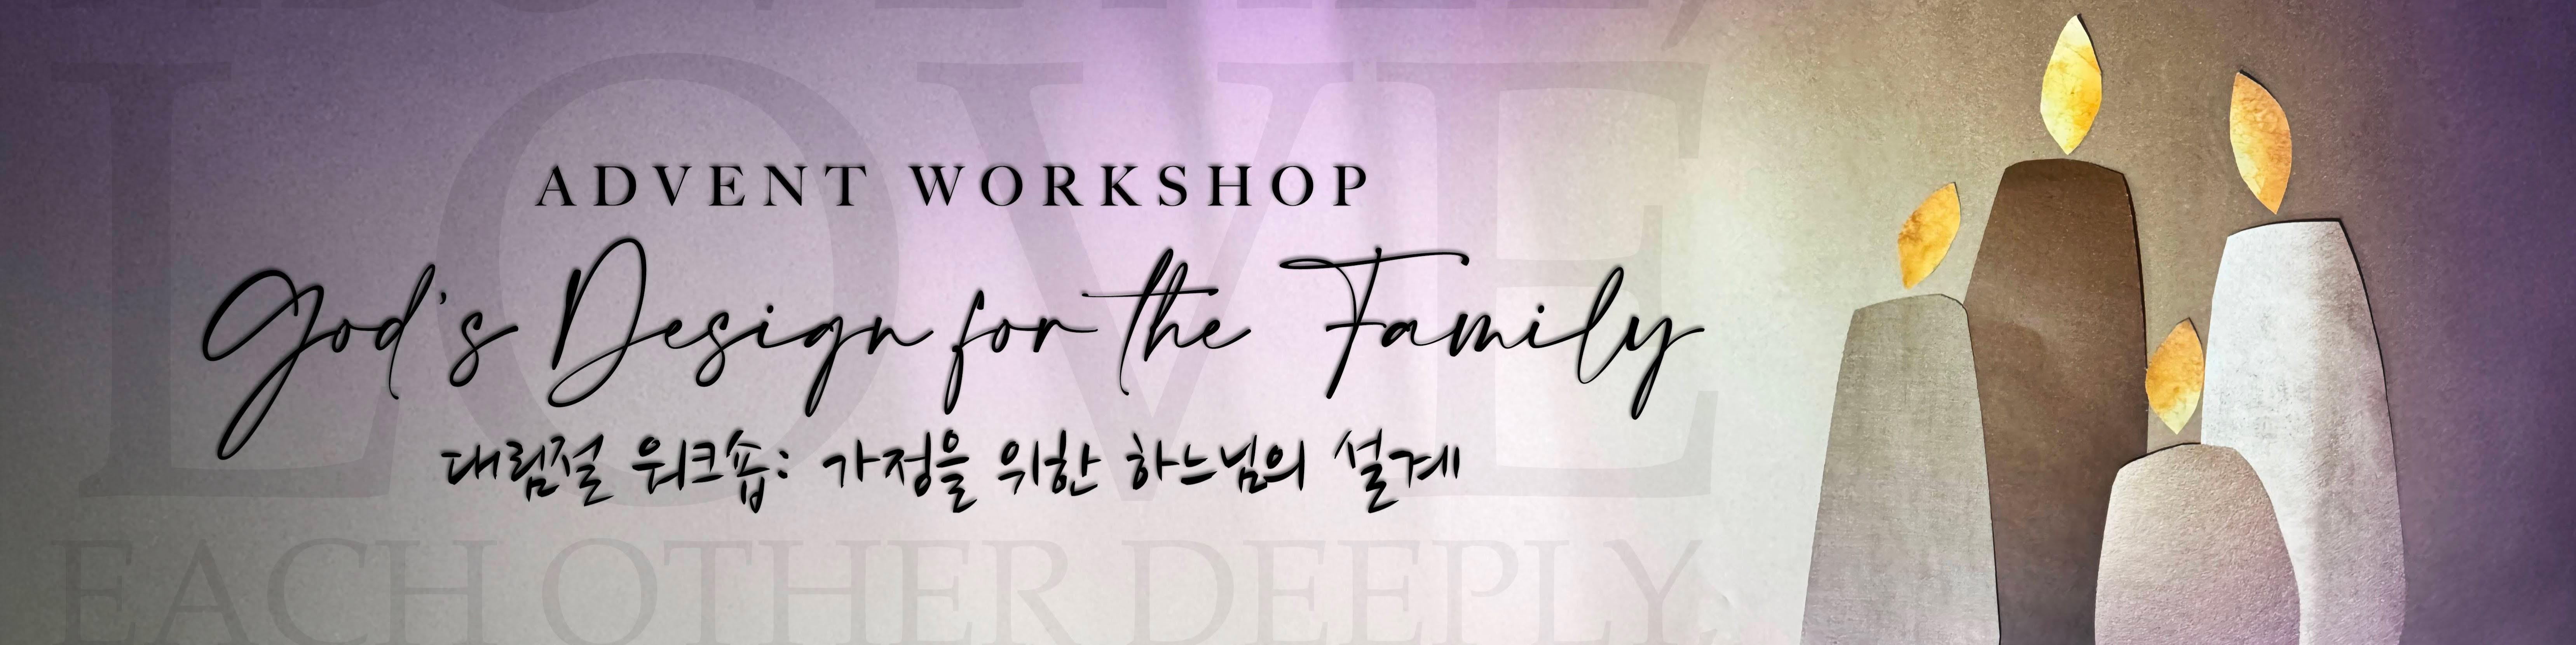 LOVE
ADVENT WORKSHOP
God's Design for the Family
대림절 워크숍: 가정을 위한 하느님의 설계
EACH OTHER DEEPLY